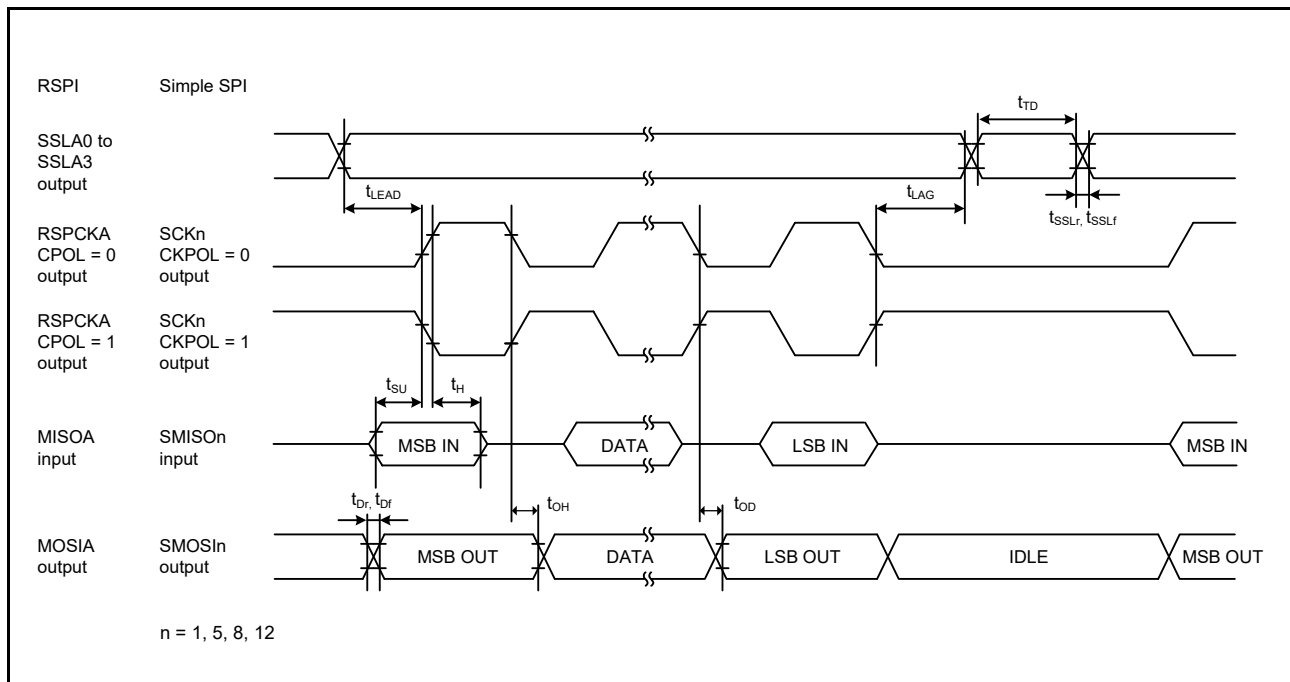 RSPI Simple SPI
tTD
SSLA0 to
SSLA3
output
tLEAD
tLAG
tSSLr, tSSLf
RSPCKA SCKn
CPOL = 0 CKPOL = 0
output output
RSPCKA SCKn
CPOL = 1 CKPOL = 1
output output
tSU tH
MISOA SMISOn
input input
MSB IN DATA LSB IN MSB IN
tDr, tDf tOH tOD
MOSIA SMOSIn
output output
MSB OUT DATA LSB OUT IDLE MSB OUT
n = 1, 5, 8, 12